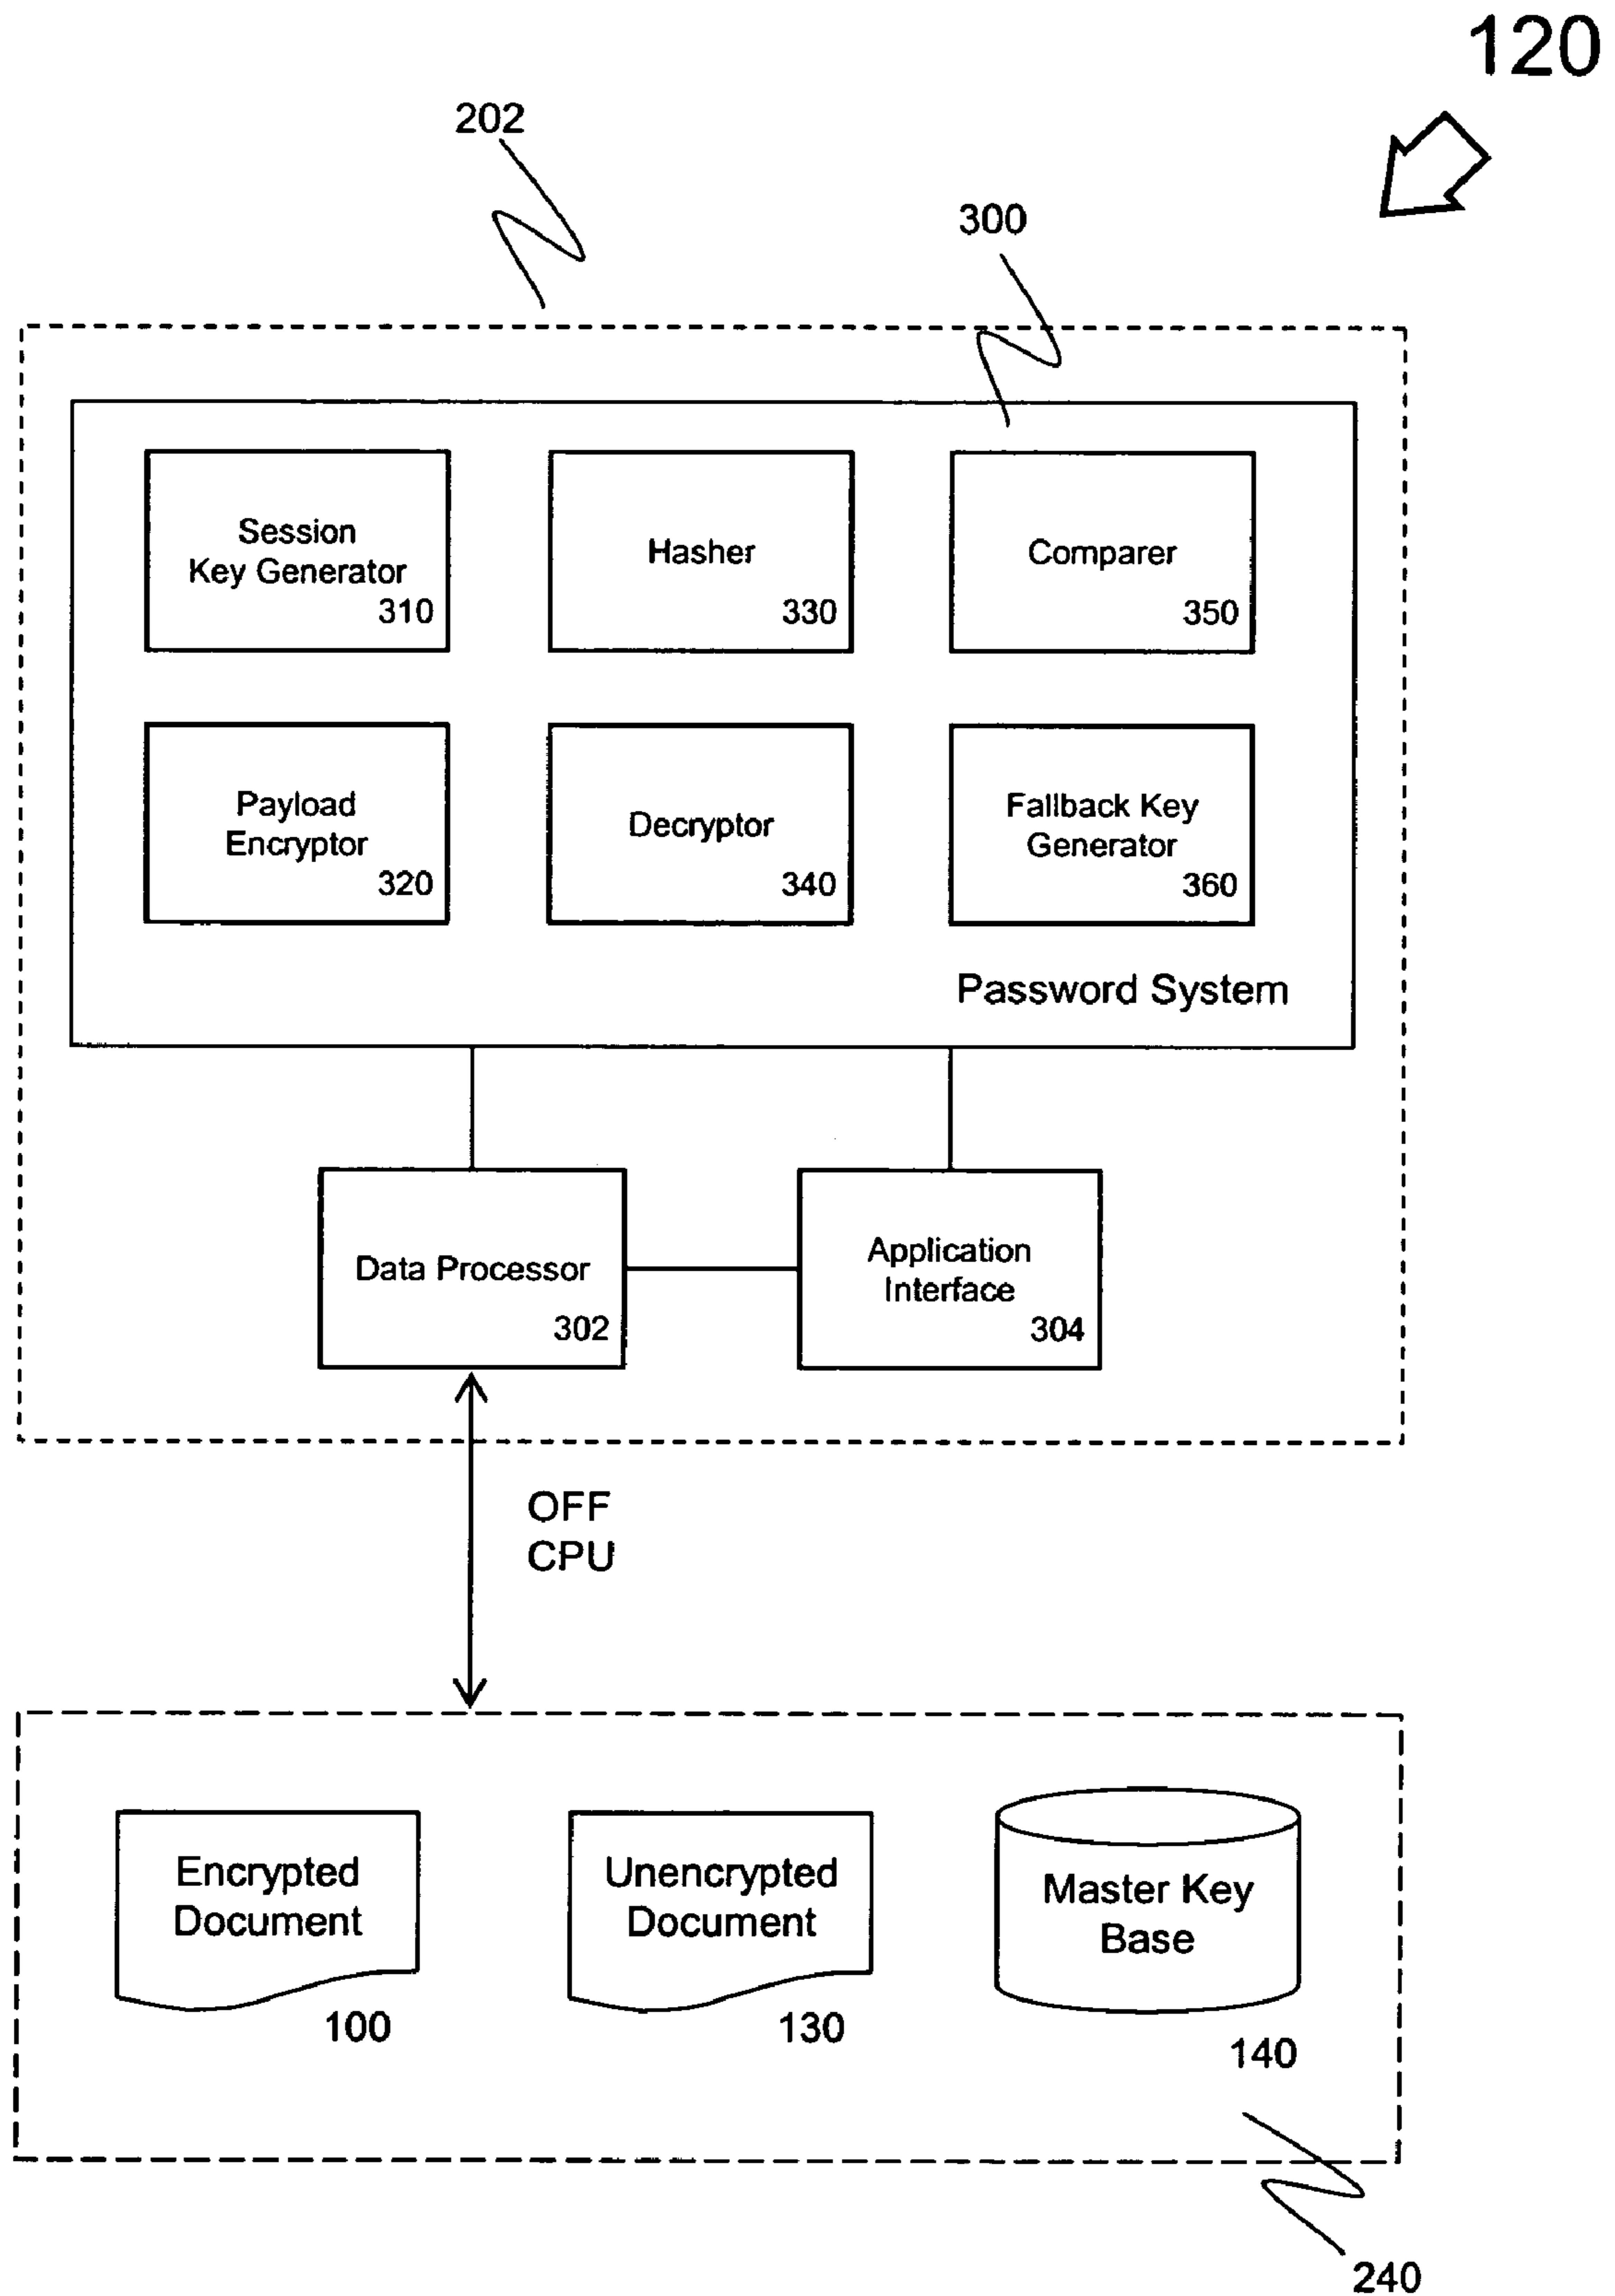 120
202
300
Session
Key Generator
310
Hasher
330
Comparer
350
Payload
Encryptor
320
Decryptor
340
Fallback Key
Generator
360
Password System
Data Processor
302
Application
Interface
304
OFF
CPU
Encrypted
Document
100
Unencrypted
Document
130
Master Key
Base
140
240